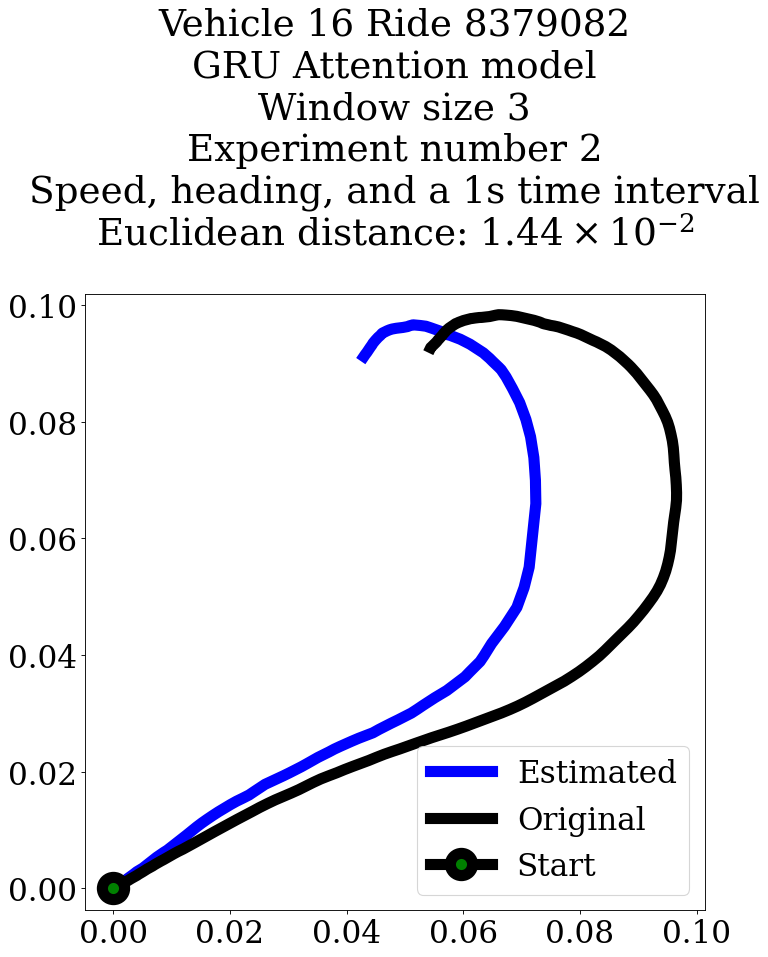 Vehicle 16 Ride 8379082
GRU Attention model
Window size 3
Experiment number 2
Speed, heading, and a 1s time interval
Euclidean distance: 1.44 × 10⁻²
0.10
0.08
0.06
0.04
0.02
0.00
Estimated
Original
Start
0.00 0.02 0.04 0.06 0.08 0.10